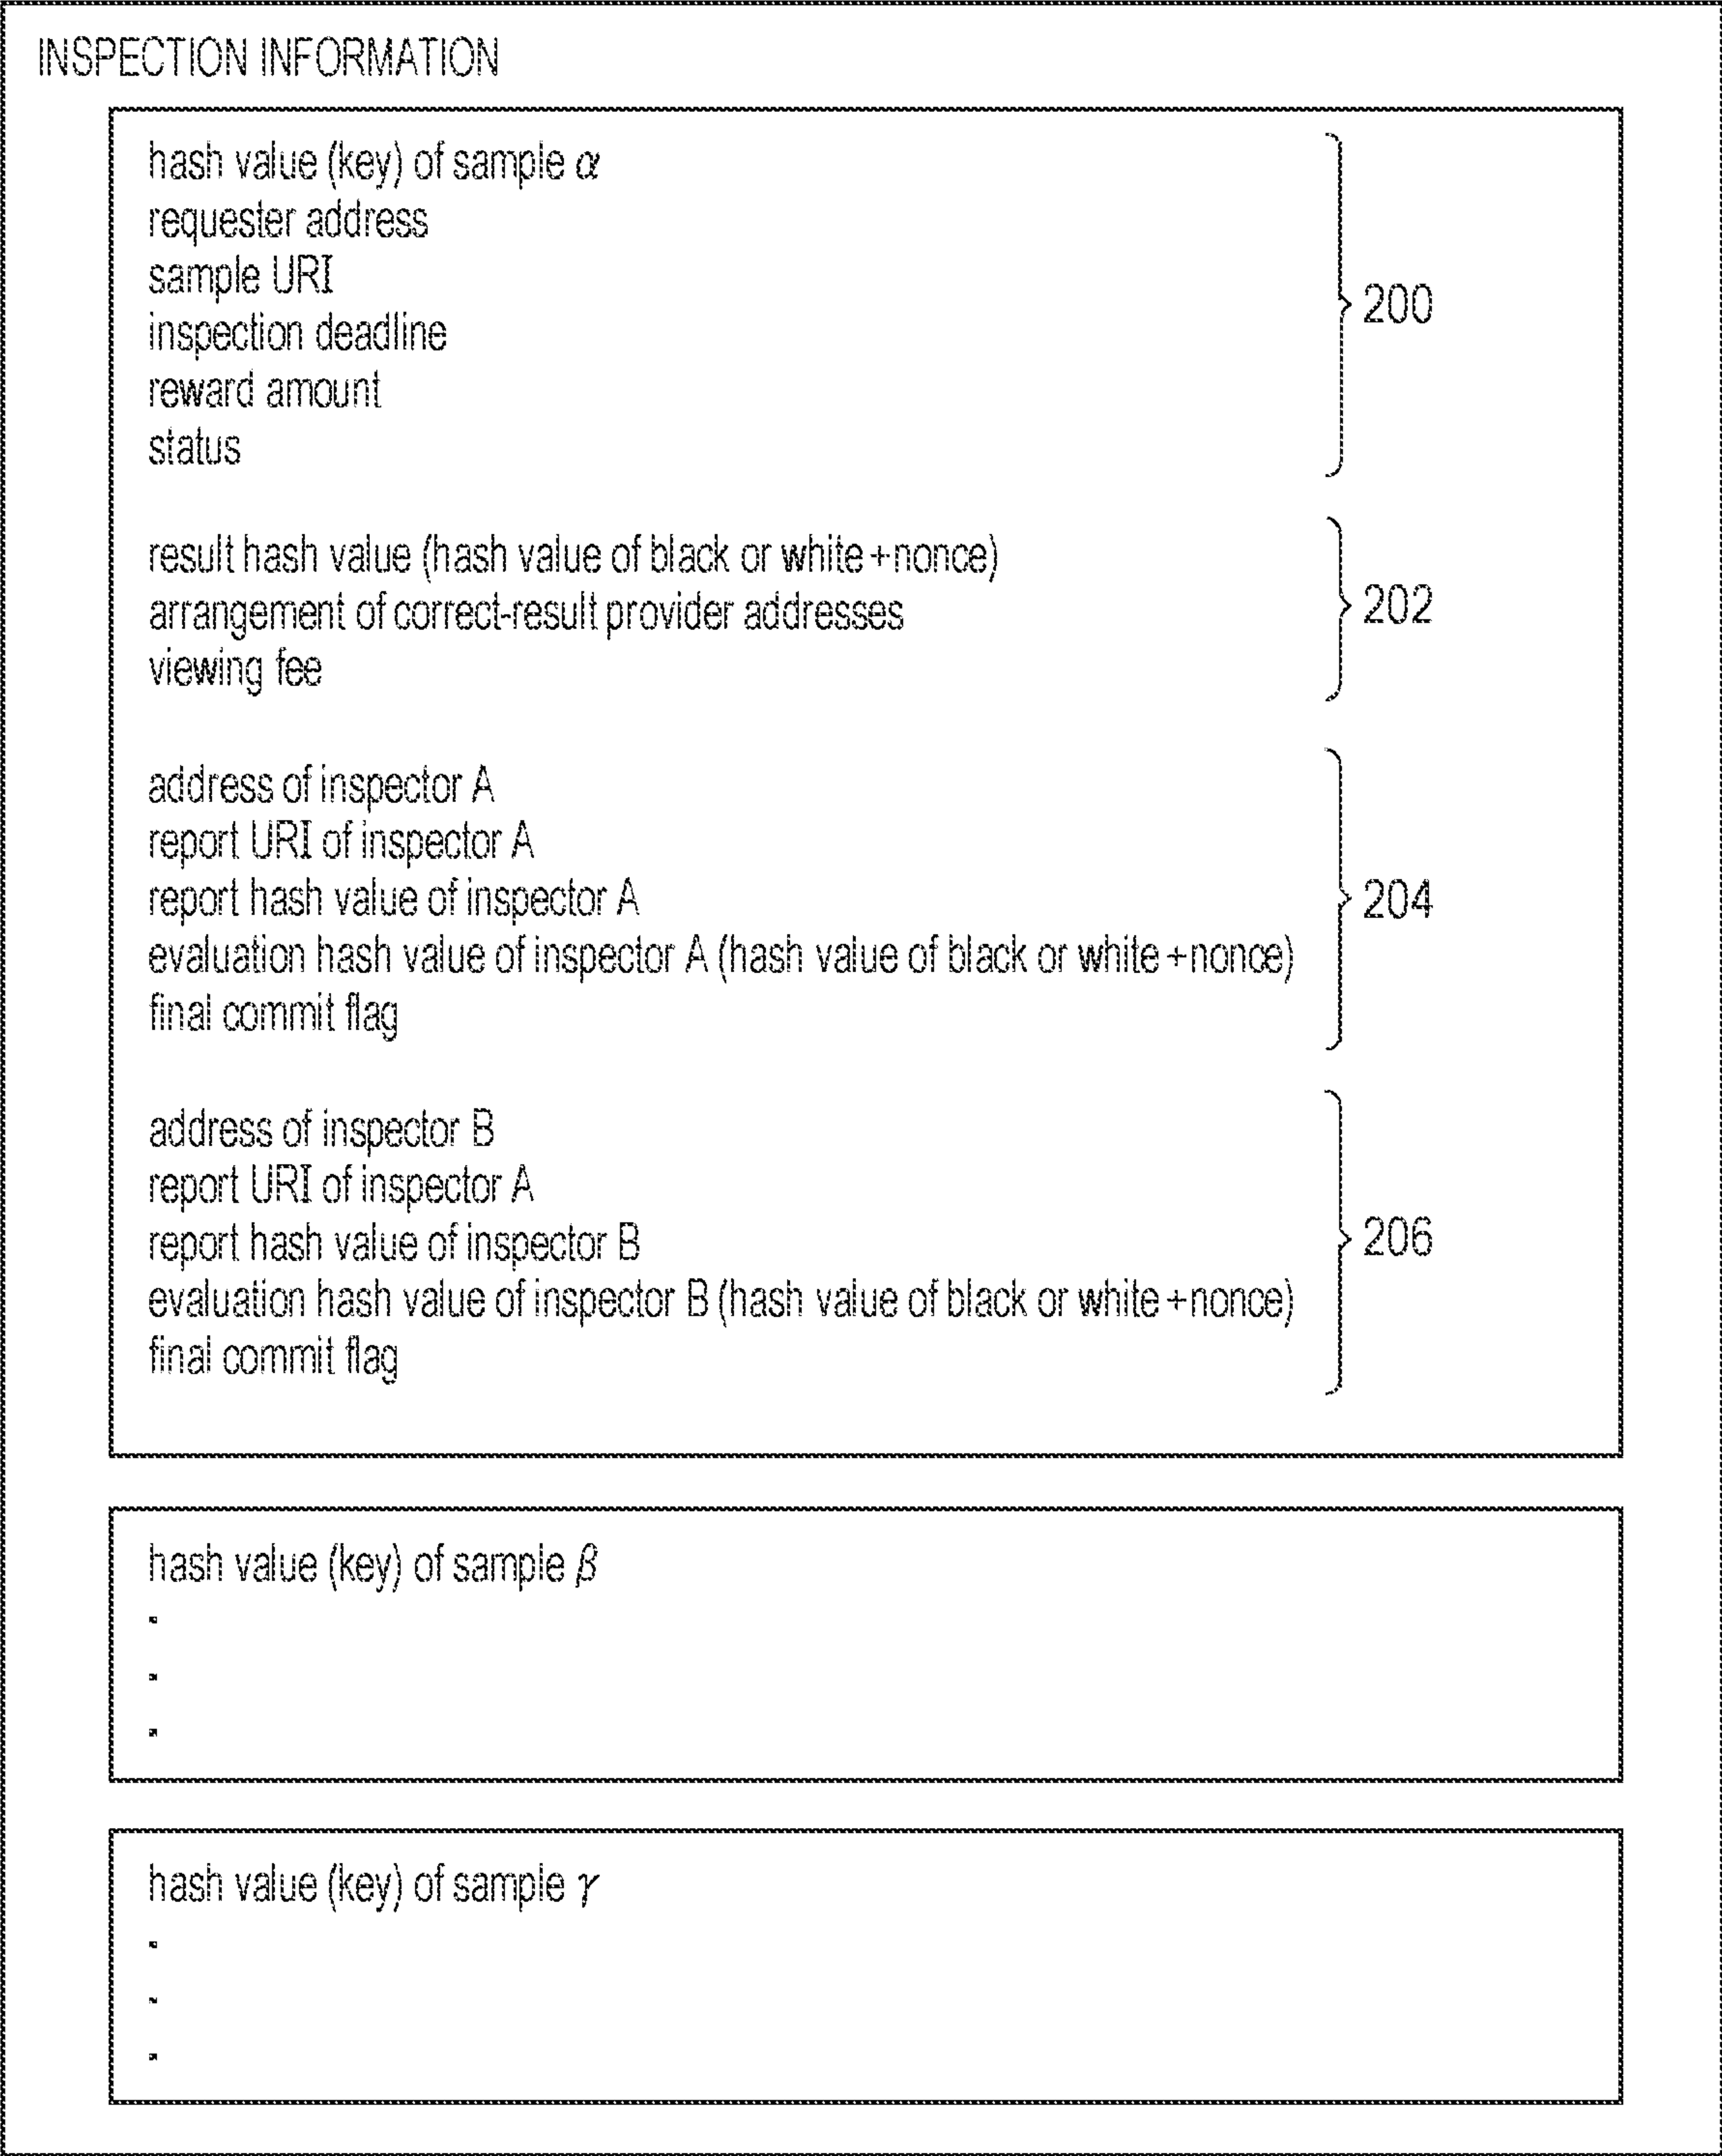 INSPECTION INFORMATION
hash value (key) of sample α
requester address
sample URI
inspection deadline
reward amount
status
200
result hash value (hash value of black or white+nonce)
arrangement of correct-result provider addresses
viewing fee
202
address of inspector A
report URI of inspector A
report hash value of inspector A
evaluation hash value of inspector A (hash value of black or white+nonce)
final commit flag
204
address of inspector B
report URI of inspector A
report hash value of inspector B
evaluation hash value of inspector B (hash value of black or white+nonce)
final commit flag
206
hash value (key) of sample β
.
.
.
hash value (key) of sample γ
.
.
.